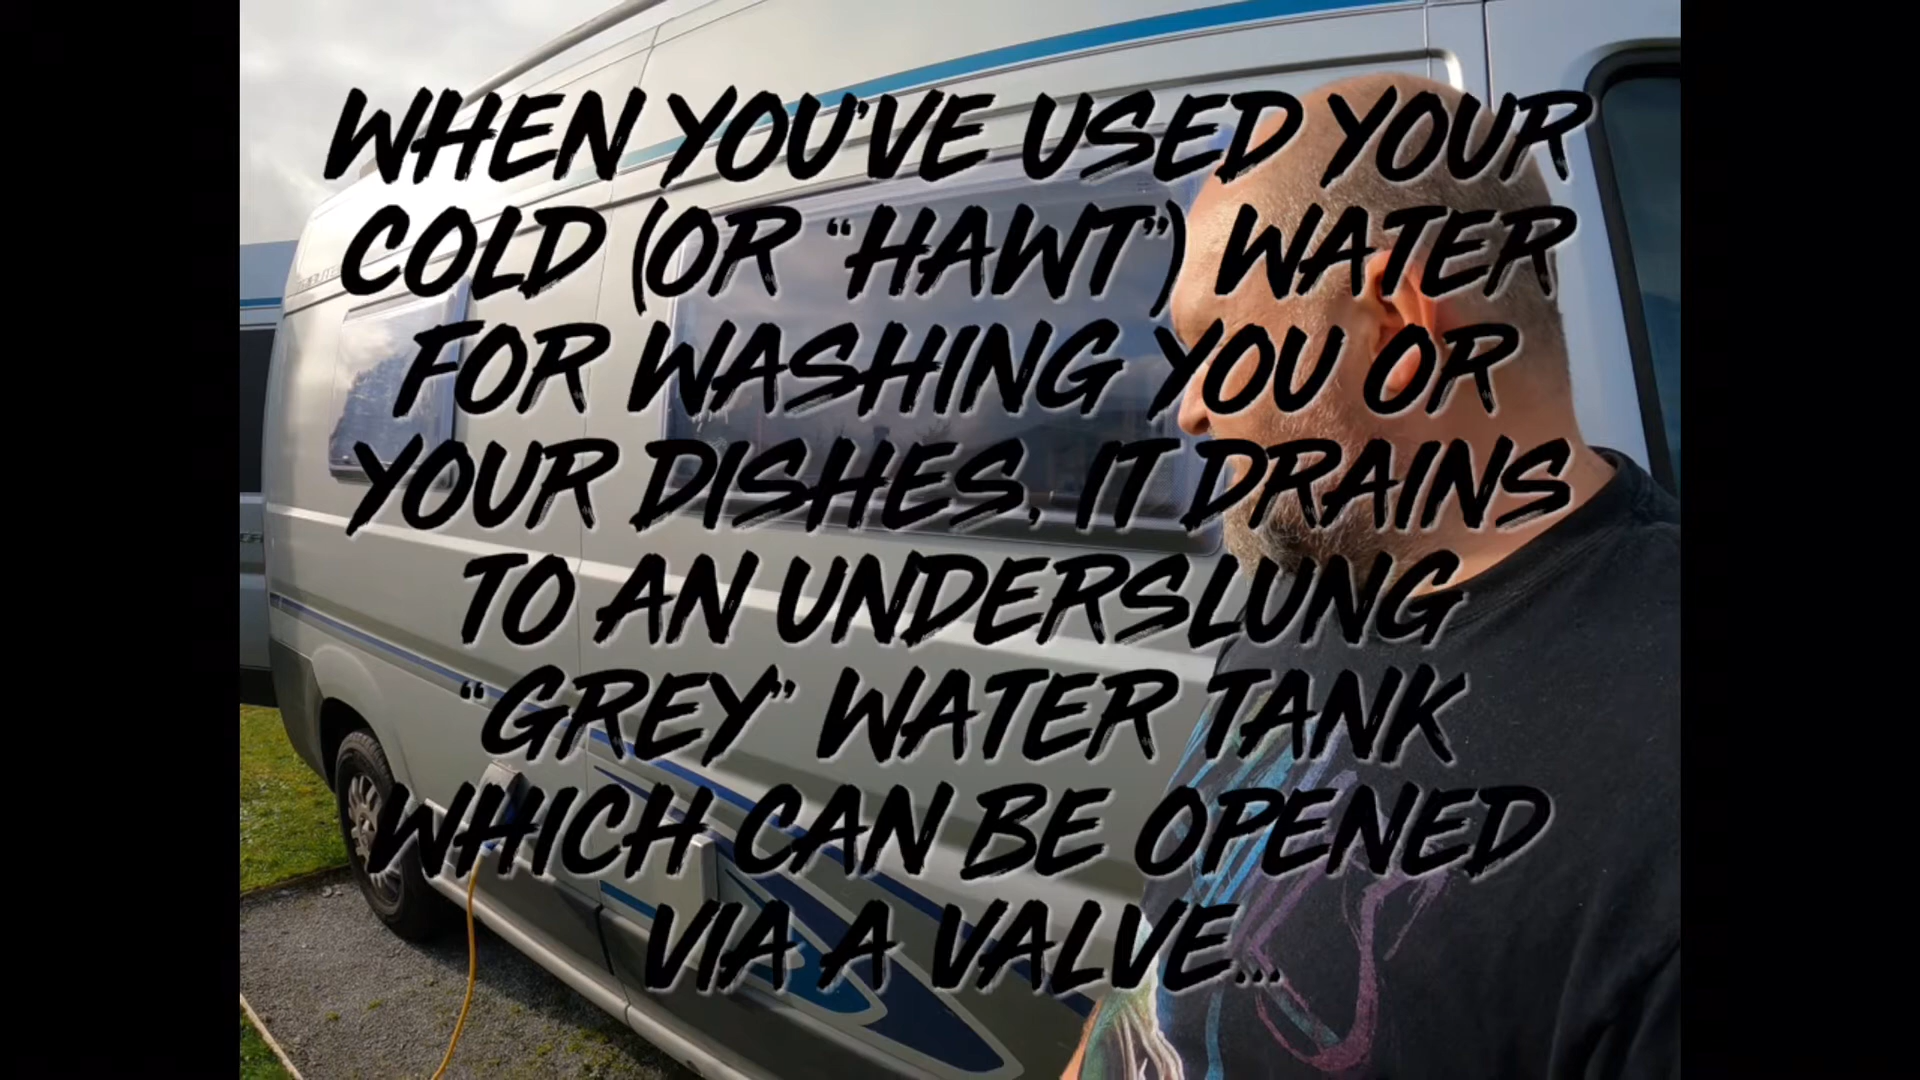 WHEN YOU'VE USED YOUR
COLD (OR "HAWT") WATER
FOR WASHING YOU OR
YOUR DISHES, IT DRAINS
TO AN UNDERSLUNG
"GREY" WATER TANK
WHICH CAN BE OPENED
VIA A VALVE...